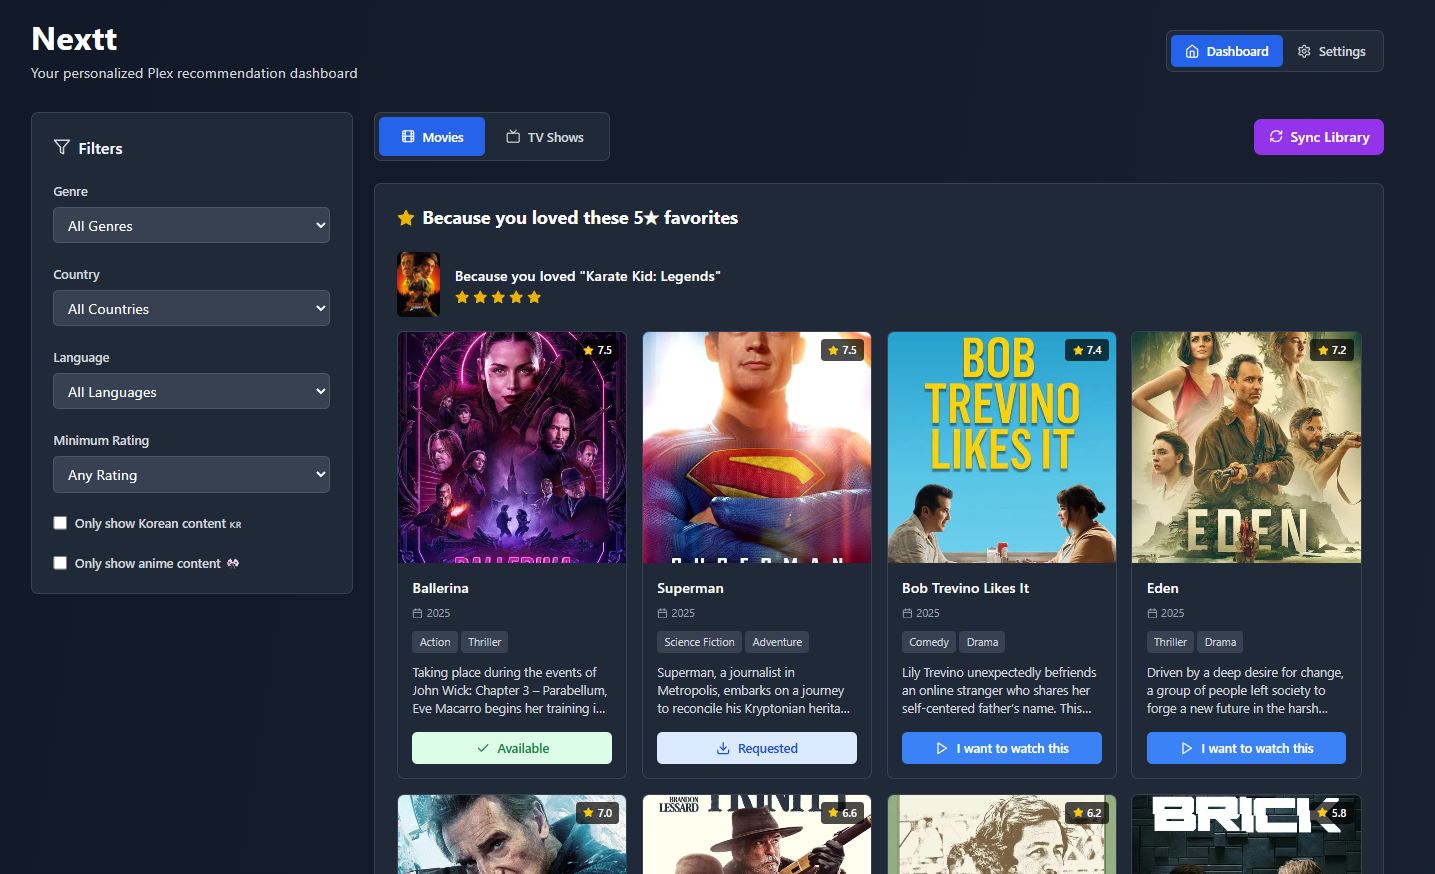 Nextt
Your personalized Plex recommendation dashboard
Dashboard
Settings
Filters
Genre
All Genres
Country
All Countries
Language
All Languages
Minimum Rating
Any Rating
Only show Korean content KR
Only show anime content
Movies
TV Shows
Sync Library
Because you loved these 5★ favorites
Because you loved "Karate Kid: Legends"
7.5
BALLERINA
Ballerina
2025
Action
Thriller
Taking place during the events of
John Wick: Chapter 3 – Parabellum,
Eve Macarro begins her training i...
Available
7.5
SUPERMAN
Superman
2025
Science Fiction
Adventure
Superman, a journalist in
Metropolis, embarks on a journey
to reconcile his Kryptonian herita...
Requested
7.4
BOB
TREVINO
LIKES IT
Bob Trevino Likes It
2025
Comedy
Drama
Lily Trevino unexpectedly befriends
an online stranger who shares her
self-centered father's name. This...
I want to watch this
7.2
EDEN
Eden
2025
Thriller
Drama
Driven by a deep desire for change,
a group of people left society to
forge a new future in the harsh...
I want to watch this
7.0
BRANDON
LESSARD
TRINITY
6.6
6.2
BRICK
5.8